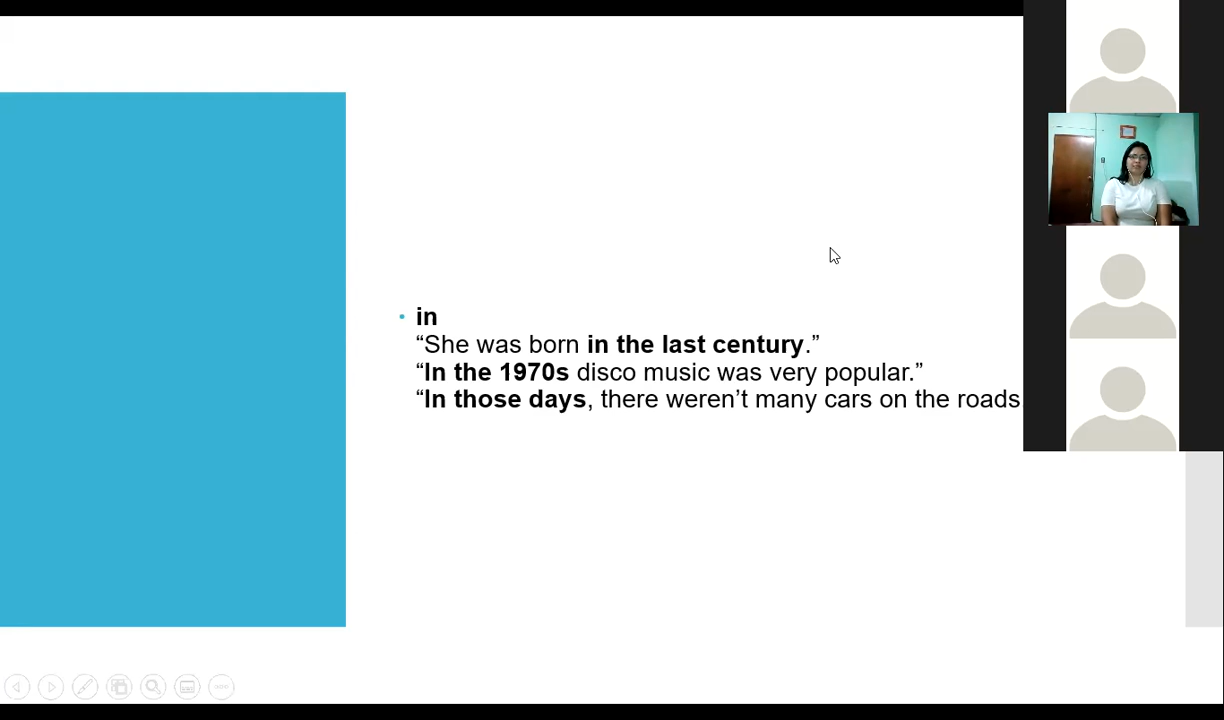 • in
“She was born in the last century.”
“In the 1970s disco music was very popular.”
“In those days, there weren’t many cars on the roads.